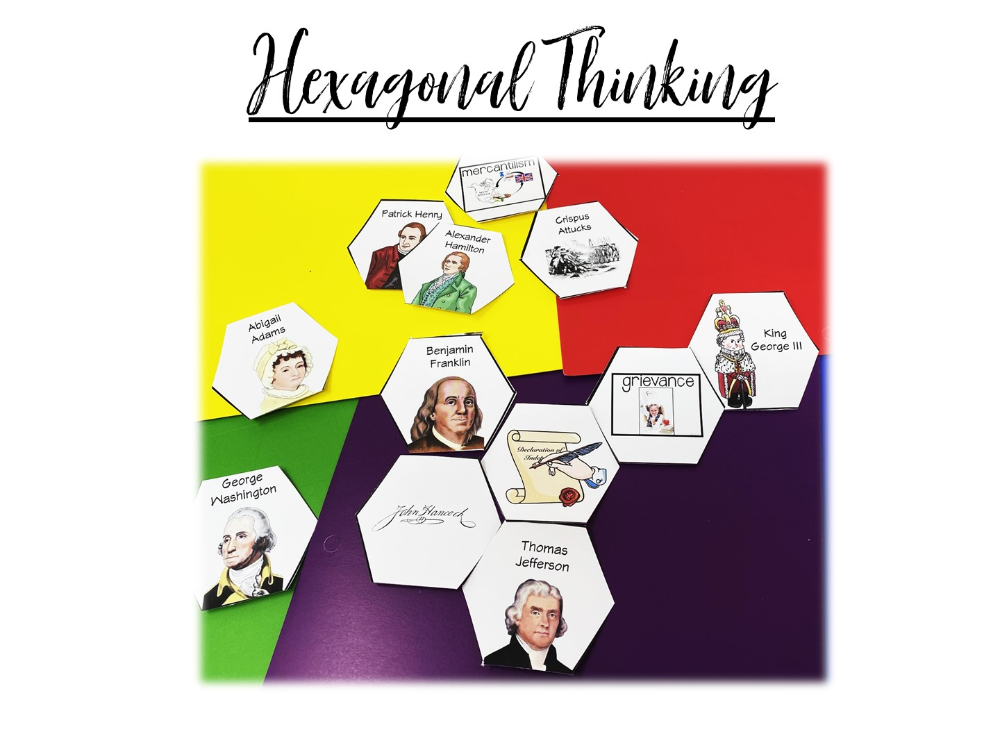 Hexagonal Thinking
mercantilism
Patrick Henry
Alexander
Hamilton
Crispus
Attucks
Abigail
Adams
Benjamin
Franklin
King
George III
grievance
Declaration of
George
Washington
John Hancock
Thomas
Jefferson